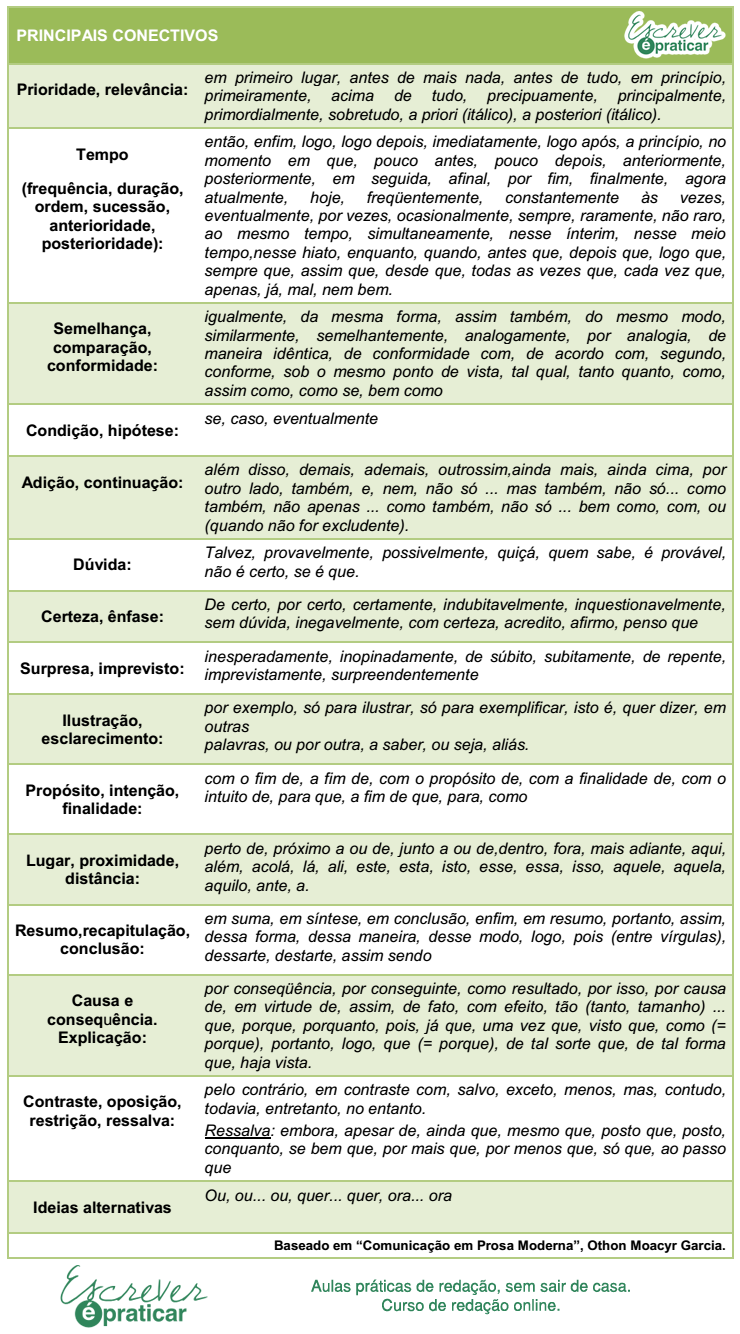 PRINCIPAIS CONECTIVOS
Escrever
é praticar
Prioridade, relevância:
em primeiro lugar, antes de mais nada, antes de tudo, em princípio,
primeiramente, acima de tudo, precipuamente, principalmente,
primordialmente, sobretudo, a priori (itálico), a posteriori (itálico).
Tempo
(frequência, duração,
ordem, sucessão,
anterioridade,
posterioridade):
então, enfim, logo, logo depois, imediatamente, logo após, a princípio, no
momento em que, pouco antes, pouco depois, anteriormente,
posteriormente, em seguida, afinal, por fim, finalmente, agora
atualmente, hoje, freqüentemente, constantemente às vezes,
eventualmente, por vezes, ocasionalmente, sempre, raramente, não raro,
ao mesmo tempo, simultaneamente, nesse ínterim, nesse meio
tempo,nesse hiato, enquanto, quando, antes que, depois que, logo que,
sempre que, assim que, desde que, todas as vezes que, cada vez que,
apenas, já, mal, nem bem.
Semelhança,
comparação,
conformidade:
igualmente, da mesma forma, assim também, do mesmo modo,
similarmente, semelhantemente, analogamente, por analogia, de
maneira idêntica, de conformidade com, de acordo com, segundo,
conforme, sob o mesmo ponto de vista, tal qual, tanto quanto, como,
assim como, como se, bem como
Condição, hipótese:
se, caso, eventualmente
Adição, continuação:
além disso, demais, ademais, outrossim,ainda mais, ainda cima, por
outro lado, também, e, nem, não só ... mas também, não só... como
também, não apenas ... como também, não só ... bem como, com, ou
(quando não for excludente).
Dúvida:
Talvez, provavelmente, possivelmente, quiçá, quem sabe, é provável,
não é certo, se é que.
Certeza, ênfase:
De certo, por certo, certamente, indubitavelmente, inquestionavelmente,
sem dúvida, inegavelmente, com certeza, acredito, afirmo, penso que
Surpresa, imprevisto:
inesperadamente, inopinadamente, de súbito, subitamente, de repente,
imprevistamente, surpreendentemente
Ilustração,
esclarecimento:
por exemplo, só para ilustrar, só para exemplificar, isto é, quer dizer, em
outras
palavras, ou por outra, a saber, ou seja, aliás.
Propósito, intenção,
finalidade:
com o fim de, a fim de, com o propósito de, com a finalidade de, com o
intuito de, para que, a fim de que, para, como
Lugar, proximidade,
distância:
perto de, próximo a ou de, junto a ou de,dentro, fora, mais adiante, aqui,
além, acolá, lá, ali, este, esta, isto, esse, essa, isso, aquele, aquela,
aquilo, ante, a.
Resumo,recapitulação,
conclusão:
em suma, em síntese, em conclusão, enfim, em resumo, portanto, assim,
dessa forma, dessa maneira, desse modo, logo, pois (entre vírgulas),
dessarte, destarte, assim sendo
Causa e
consequência.
Explicação:
por conseqüência, por conseguinte, como resultado, por isso, por causa
de, em virtude de, assim, de fato, com efeito, tão (tanto, tamanho) ...
que, porque, porquanto, pois, já que, uma vez que, visto que, como (=
porque), portanto, logo, que (= porque), de tal sorte que, de tal forma
que, haja vista.
Contraste, oposição,
restrição, ressalva:
pelo contrário, em contraste com, salvo, exceto, menos, mas, contudo,
todavia, entretanto, no entanto.
Ressalva: embora, apesar de, ainda que, mesmo que, posto que, posto,
conquanto, se bem que, por mais que, por menos que, só que, ao passo
que
Ideias alternativas
Ou, ou... ou, quer... quer, ora... ora
Baseado em “Comunicação em Prosa Moderna”, Othon Moacyr Garcia.
Escrever
é praticar
Aulas práticas de redação, sem sair de casa.
Curso de redação online.